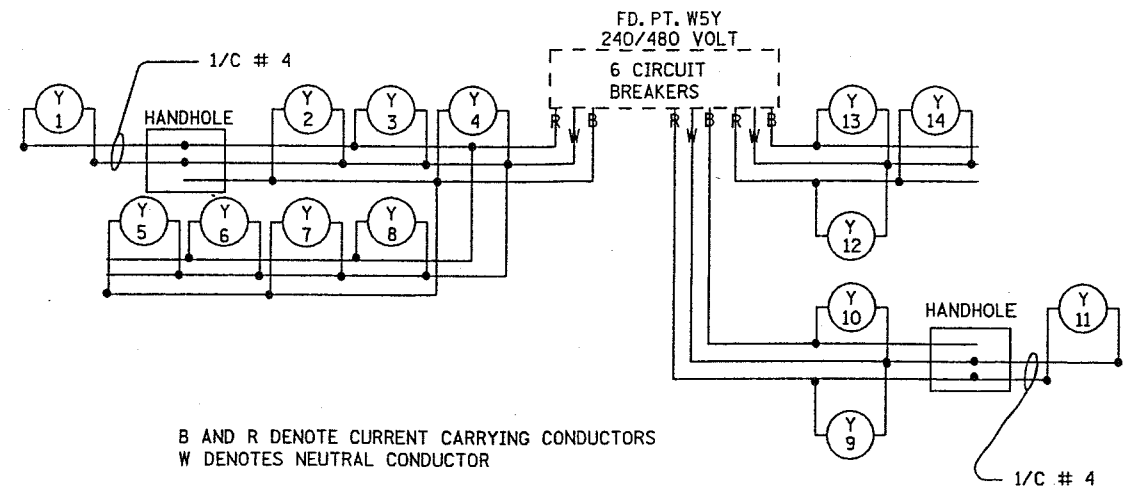 FD. PT. W5Y
240/480 VOLT
6 CIRCUIT
BREAKERS
1/C # 4
Y
1
HANDHOLE
Y
2
Y
3
Y
4
R W B
R W B R W B
Y
13
Y
14
Y
5
Y
6
Y
7
Y
8
Y
12
Y
10
HANDHOLE
Y
11
Y
9
B AND R DENOTE CURRENT CARRYING CONDUCTORS
W DENOTES NEUTRAL CONDUCTOR
1/C # 4